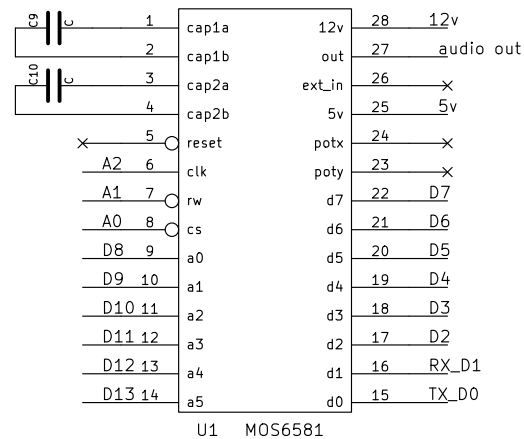 C9 C 1 cap1a 12v 28 12v
2 cap1b out 27 audio out
C10 C 3 cap2a ext_in 26
4 cap2b 5v 25 5v
5 reset potx 24
A2 6 clk poty 23
A1 7 rw d7 22 D7
A0 8 cs d6 21 D6
D8 9 a0 d5 20 D5
D9 10 a1 d4 19 D4
D10 11 a2 d3 18 D3
D11 12 a3 d2 17 D2
D12 13 a4 d1 16 RX_D1
D13 14 a5 d0 15 TX_D0
U1 MOS6581